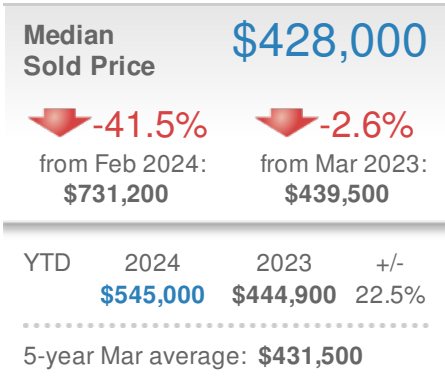 Median
Sold Price
$428,000
-41.5%
from Feb 2024:
$731,200
-2.6%
from Mar 2023:
$439,500
YTD 2024 2023 +/-
$545,000 $444,900 22.5%
5-year Mar average: $431,500